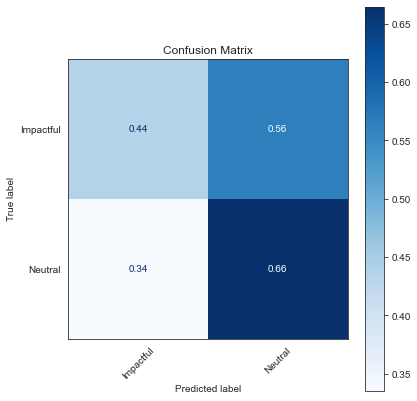 Confusion Matrix
True label
Impactful
0.44
0.56
Neutral
0.34
0.66
Impactful
Neutral
Predicted label
0.65
0.60
0.55
0.50
0.45
0.40
0.35